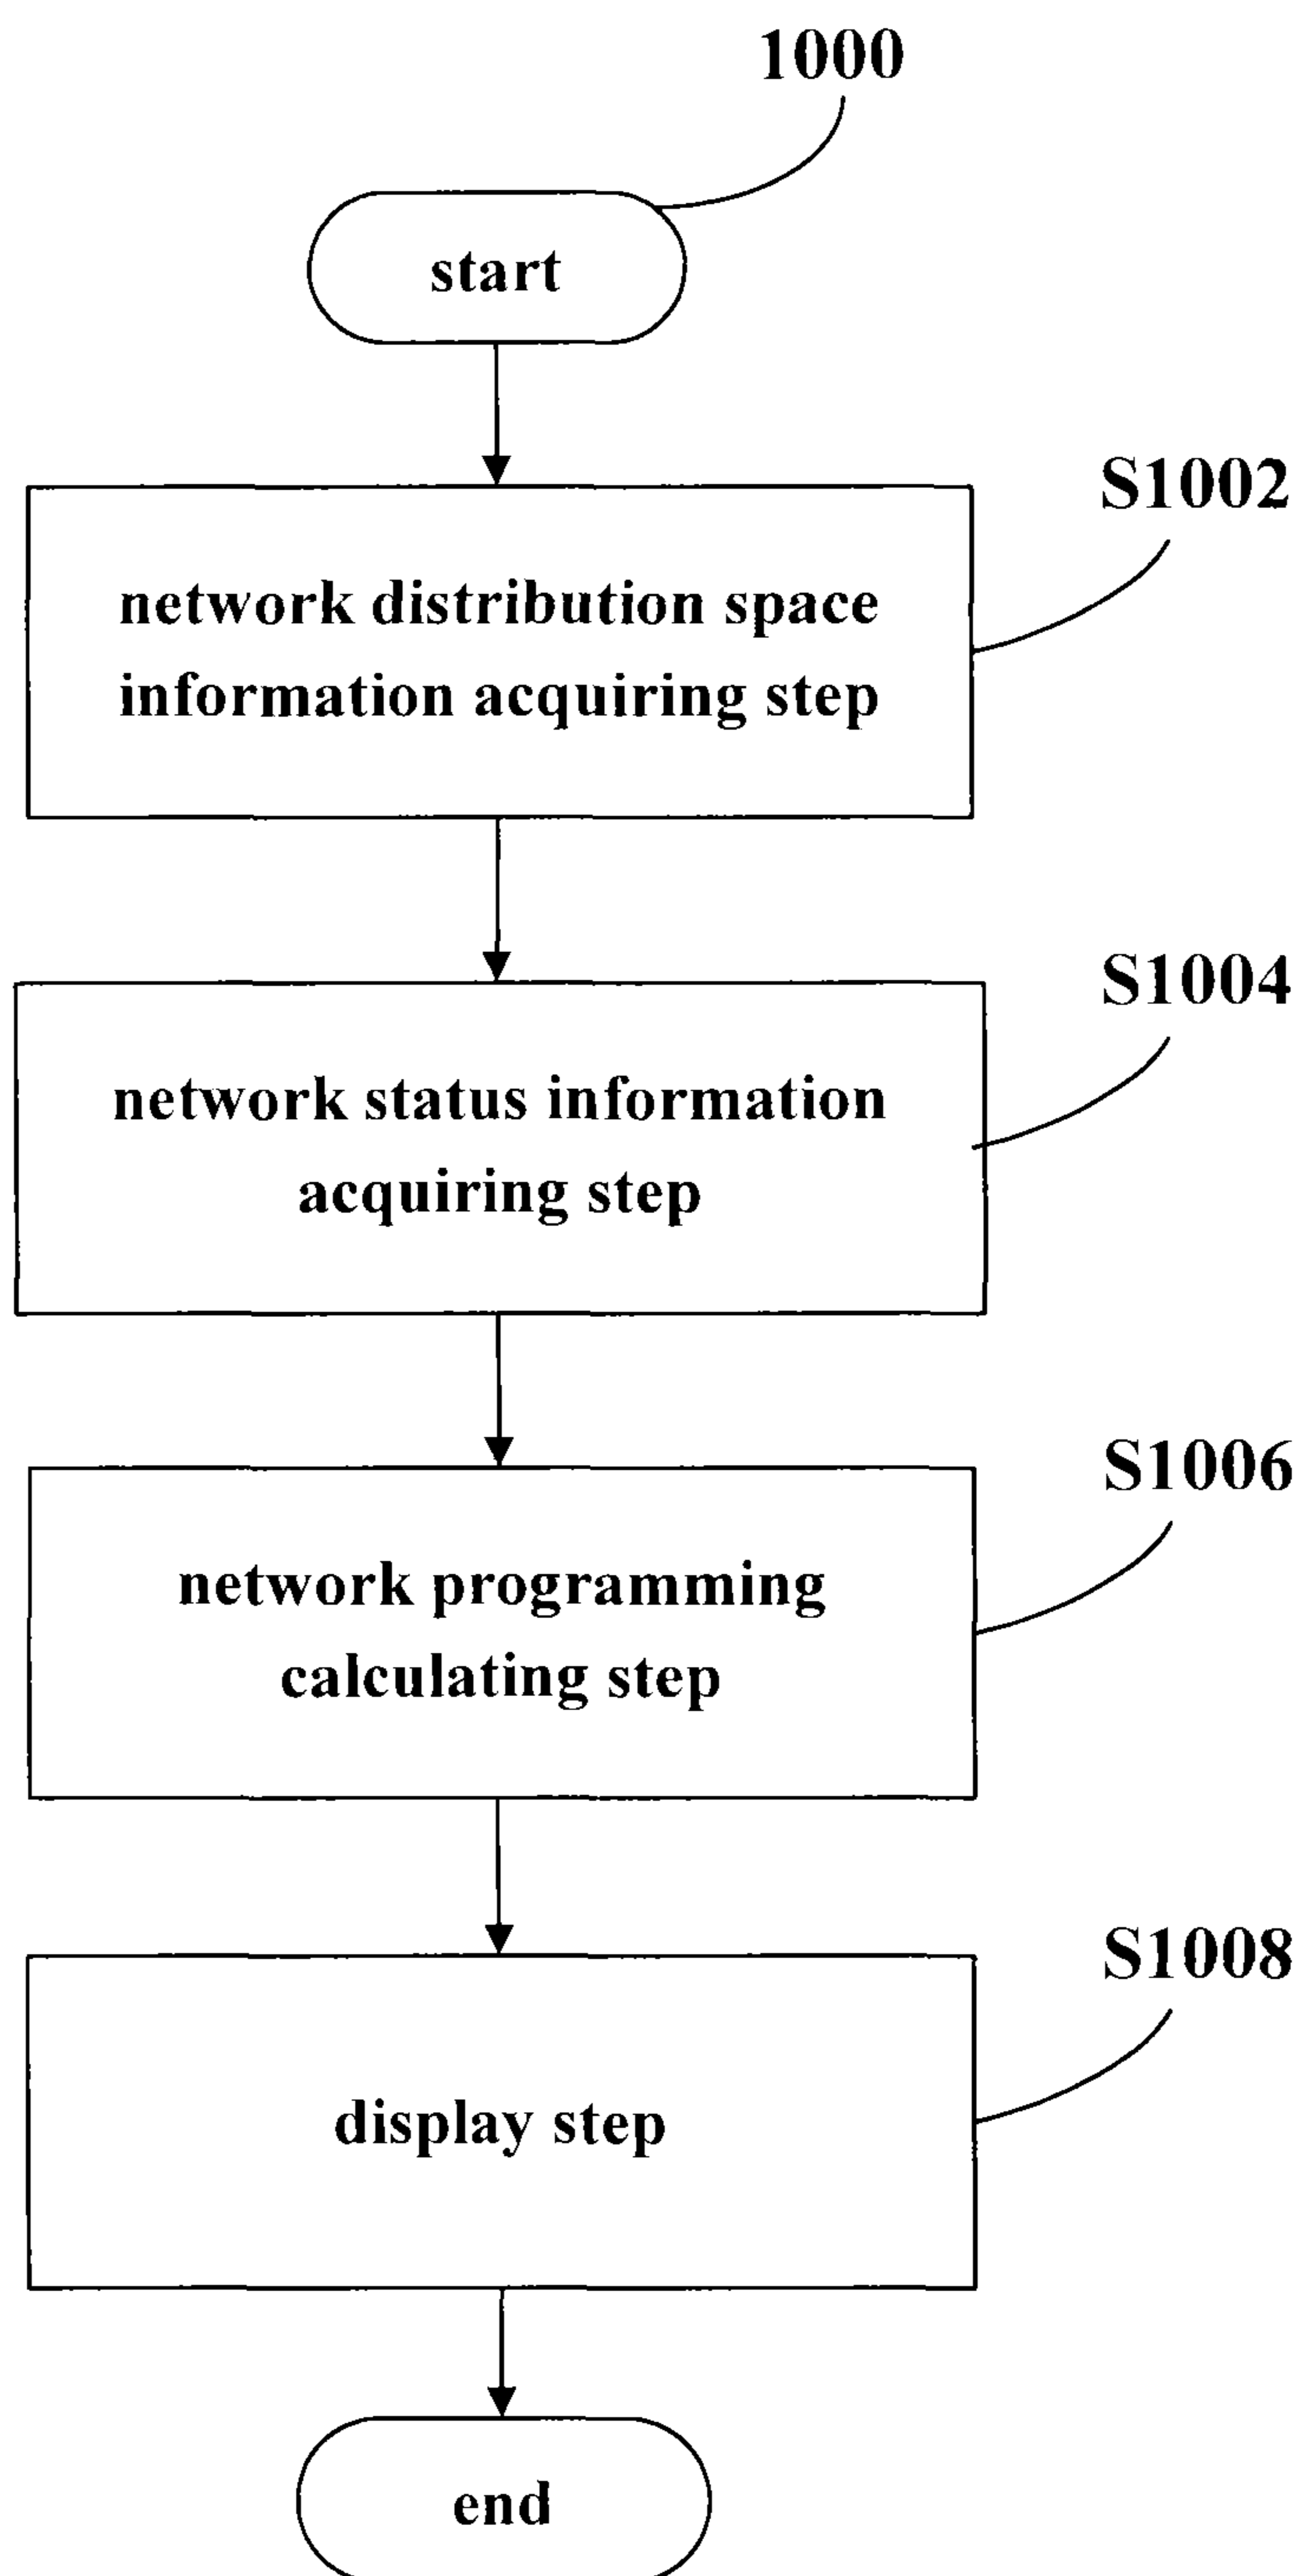 1000
start
S1002
network distribution space
information acquiring step
S1004
network status information
acquiring step
S1006
network programming
calculating step
S1008
display step
end